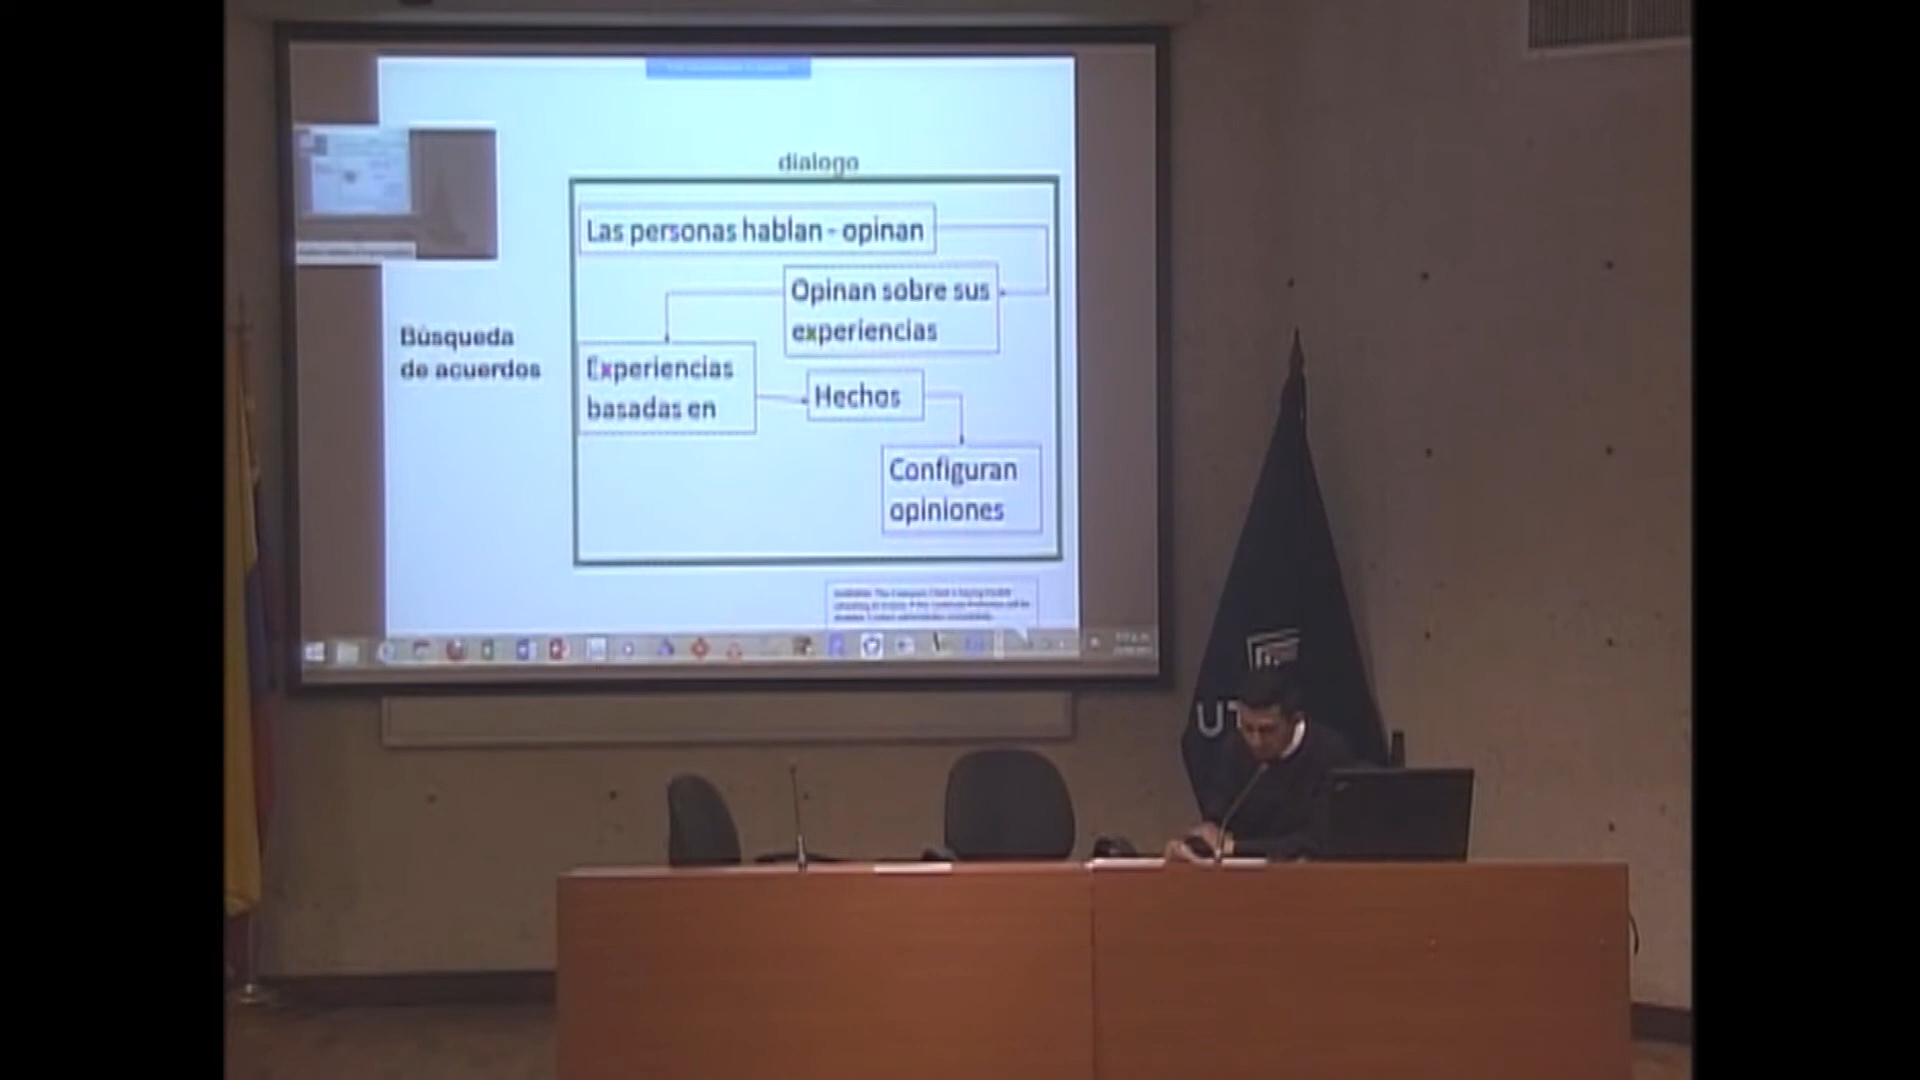 dialogo
Las personas hablan - opinan
Opinan sobre sus
experiencias
Búsqueda
de acuerdos
Experiencias
basadas en
Hechos
Configuran
opiniones